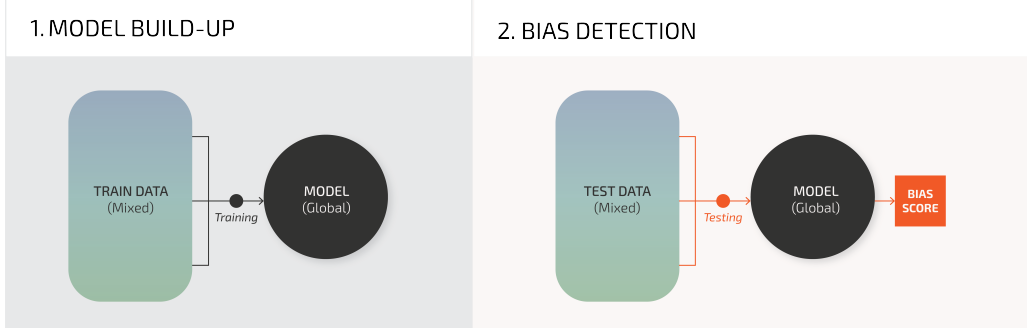 1. MODEL BUILD-UP
TRAIN DATA
(Mixed)
Training
MODEL
(Global)
2. BIAS DETECTION
TEST DATA
(Mixed)
Testing
MODEL
(Global)
BIAS
SCORE